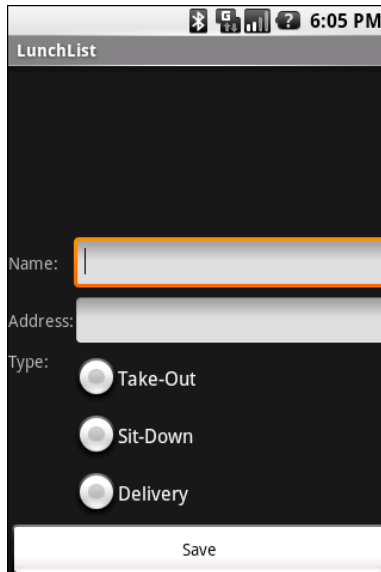 G ? 6:05 PM
LunchList
Name:
Address:
Type:
Take-Out
Sit-Down
Delivery
Save